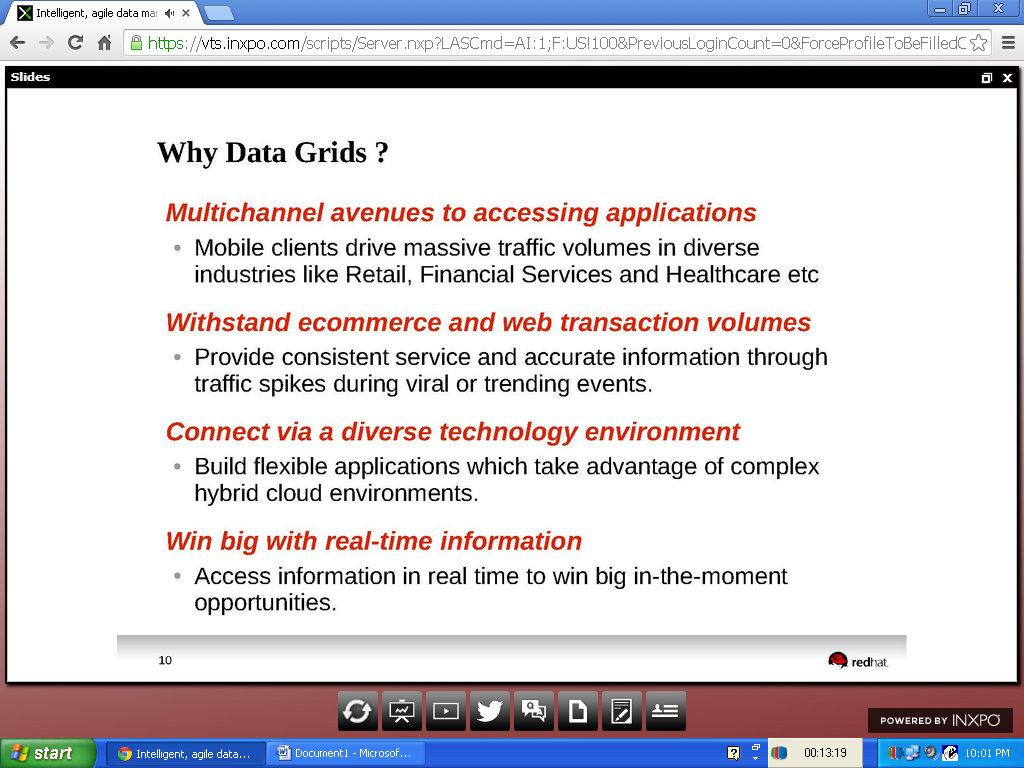 Intelligent, agile data mar
https://vts.inxpo.com/scripts/Server.nxp?LASCmd=AI:1;F:US!100&PreviousLoginCount=0&ForceProfileToBeFilledO
Slides
Why Data Grids ?
Multichannel avenues to accessing applications
• Mobile clients drive massive traffic volumes in diverse
industries like Retail, Financial Services and Healthcare etc
Withstand ecommerce and web transaction volumes
• Provide consistent service and accurate information through
traffic spikes during viral or trending events.
Connect via a diverse technology environment
• Build flexible applications which take advantage of complex
hybrid cloud environments.
Win big with real-time information
• Access information in real time to win big in-the-moment
opportunities.
10
redhat.
POWERED BY INXPO
start
Intelligent, agile data...
Document1 - Microsof...
00:13:19
10:01 PM